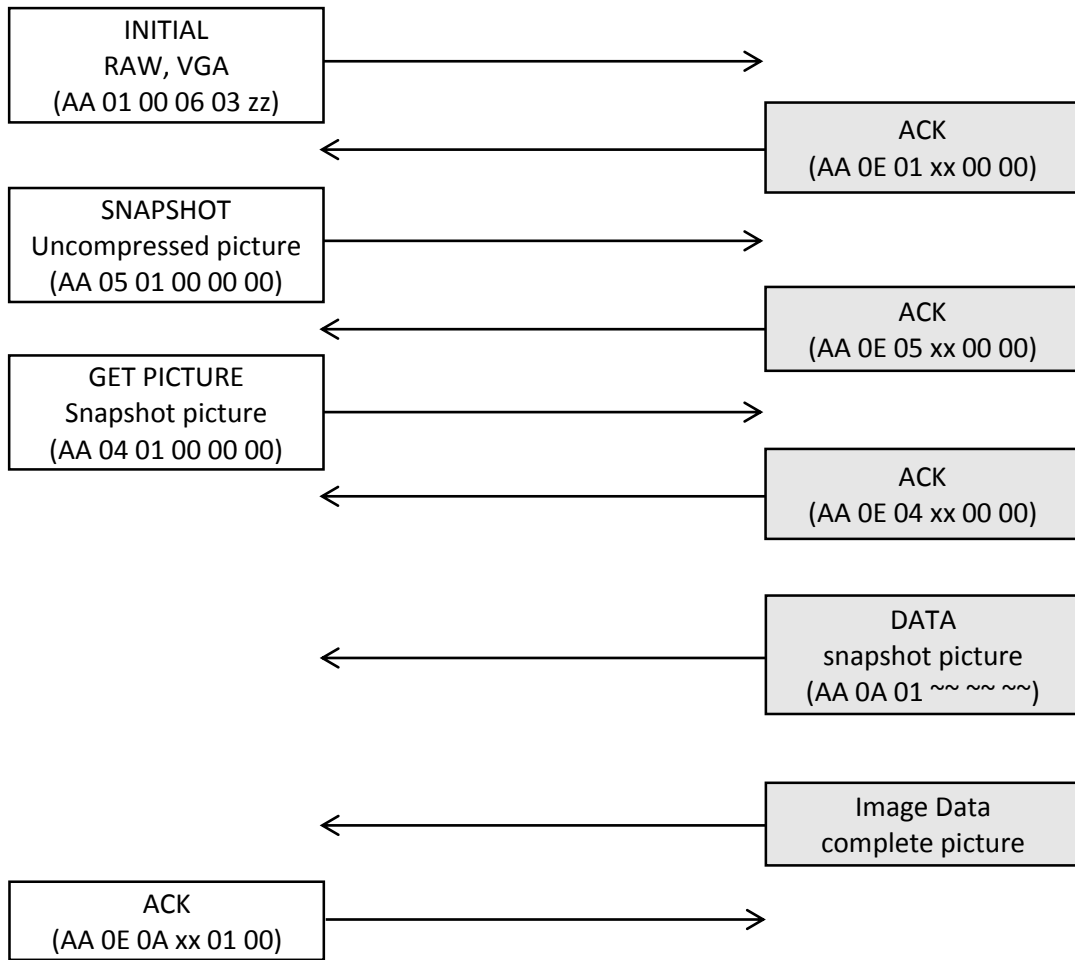 INITIAL
RAW, VGA
(AA 01 00 06 03 zz)
ACK
(AA 0E 01 xx 00 00)
SNAPSHOT
Uncompressed picture
(AA 05 01 00 00 00)
ACK
(AA 0E 05 xx 00 00)
GET PICTURE
Snapshot picture
(AA 04 01 00 00 00)
ACK
(AA 0E 04 xx 00 00)
DATA
snapshot picture
(AA 0A 01 ~~ ~~ ~~)
Image Data
complete picture
ACK
(AA 0E 0A xx 01 00)